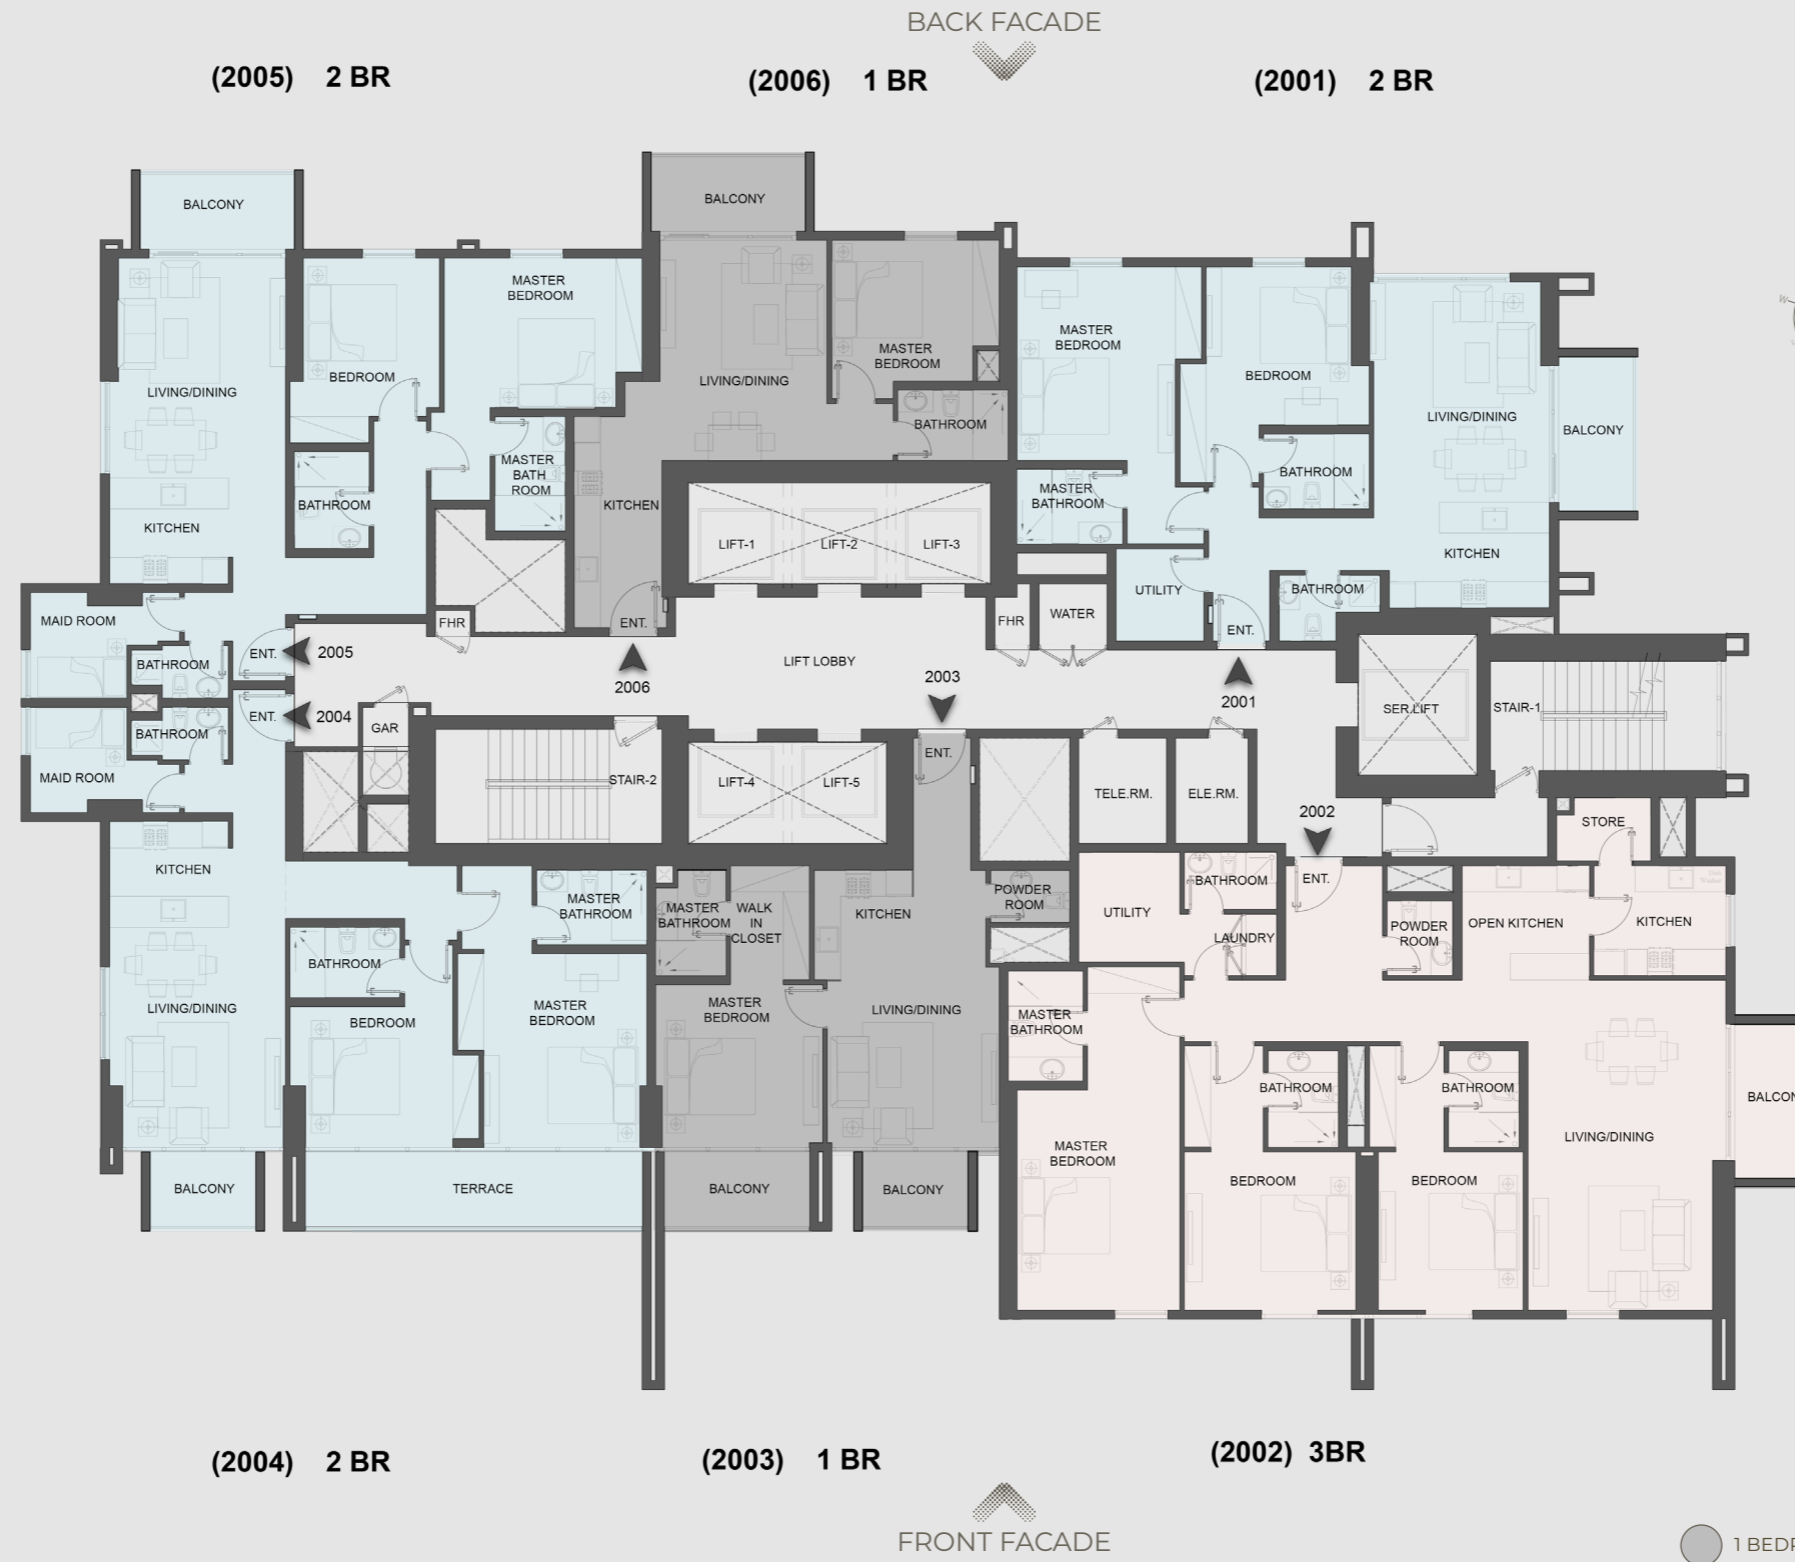 BACK FACADE
(2005) 2 BR
(2006) 1 BR
(2001) 2 BR
BALCONY
BALCONY
MASTER
BEDROOM
BEDROOM
LIVING/DINING
MASTER
BATH
ROOM
BATHROOM
KITCHEN
LIVING/DINING
MASTER
BEDROOM
BATHROOM
KITCHEN
MASTER
BEDROOM
BEDROOM
LIVING/DINING
BALCONY
BATHROOM
MASTER
BATHROOM
KITCHEN
UTILITY
BATHROOM
ENT.
LIFT-1
LIFT-2
LIFT-3
MAID ROOM
BATHROOM
ENT.
2005
FHR
ENT.
2006
LIFT LOBBY
FHR
WATER
2003
2001
SER.LIFT
STAIR-1
ENT.
2004
BATHROOM
MAID ROOM
GAR
STAIR-2
LIFT-4
LIFT-5
ENT.
TELE.RM.
ELE.RM.
2002
STORE
KITCHEN
MASTER
BATHROOM
BATHROOM
LIVING/DINING
BEDROOM
MASTER
BEDROOM
BALCONY
TERRACE
MASTER
BATHROOM
WALK
IN
CLOSET
KITCHEN
POWDER
ROOM
MASTER
BEDROOM
LIVING/DINING
BALCONY
BALCONY
BATHROOM
ENT.
UTILITY
LAUNDRY
POWDER
ROOM
OPEN KITCHEN
KITCHEN
Dish
Washer
MASTER
BATHROOM
BATHROOM
BATHROOM
BALCON
MASTER
BEDROOM
BEDROOM
BEDROOM
LIVING/DINING
(2004) 2 BR
(2003) 1 BR
(2002) 3BR
FRONT FACADE
1 BEDR
W